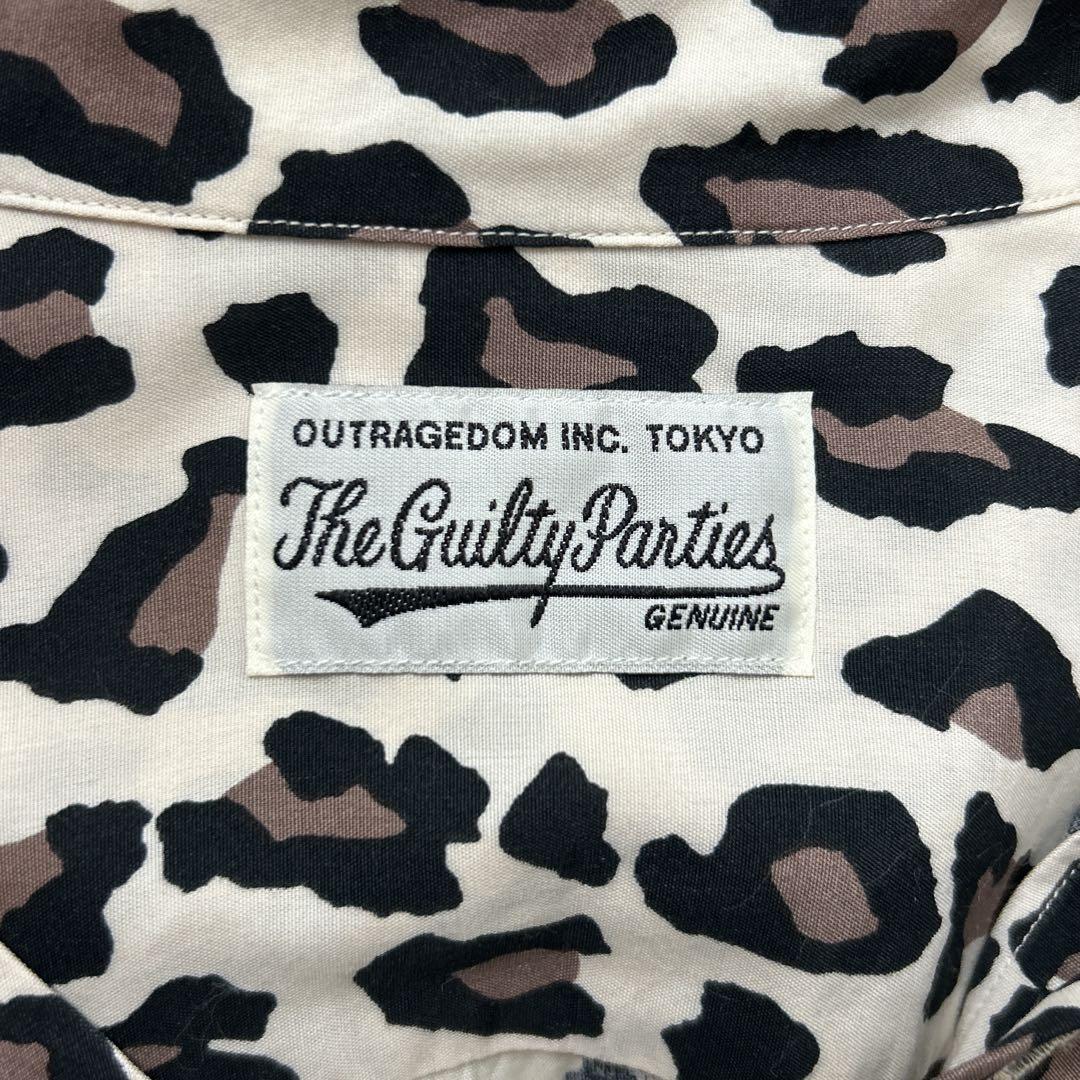 OUTRAGEDOM INC. TOKYO
The Guilty Parties
GENUINE